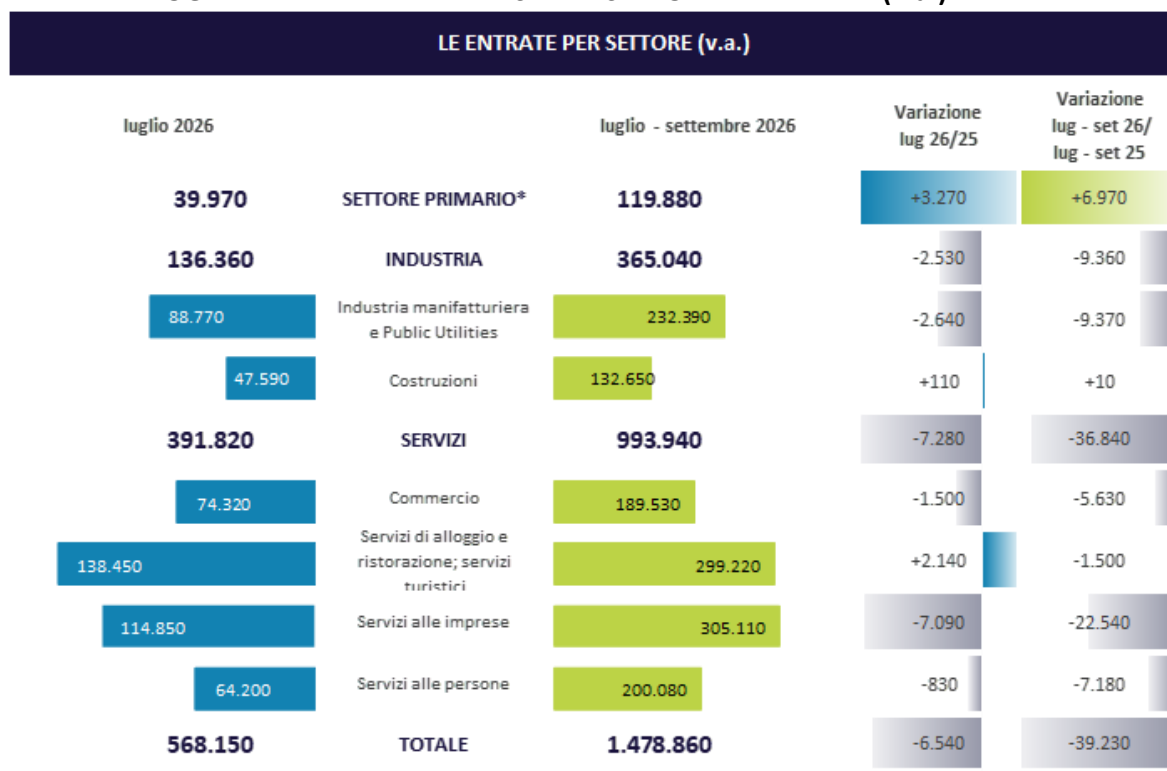 LE ENTRATE PER SETTORE (v.a.)
luglio 2026
luglio - settembre 2026
Variazione
lug 26/25
Variazione
lug - set 26/
lug - set 25
39.970 SETTORE PRIMARIO* 119.880 +3.270 +6.970
136.360 INDUSTRIA 365.040 -2.530 -9.360
88.770 Industria manifatturiera
e Public Utilities 232.390 -2.640 -9.370
47.590 Costruzioni 132.650 +110 +10
391.820 SERVIZI 993.940 -7.280 -36.840
74.320 Commercio 189.530 -1.500 -5.630
138.450 Servizi di alloggio e
ristorazione; servizi
turistici 299.220 +2.140 -1.500
114.850 Servizi alle imprese 305.110 -7.090 -22.540
64.200 Servizi alle persone 200.080 -830 -7.180
568.150 TOTALE 1.478.860 -6.540 -39.230